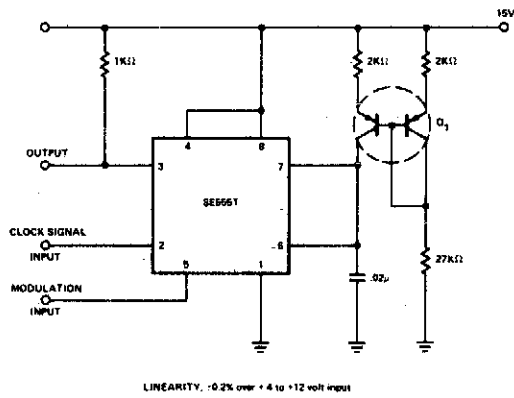 15V
1KΩ
2KΩ
2KΩ
4
8
Q1
OUTPUT
3
7
SE555T
CLOCK SIGNAL
INPUT
2
6
27KΩ
MODULATION
INPUT
5
1
.02μ
LINEARITY, ±0.2% over + 4 to +12 volt input